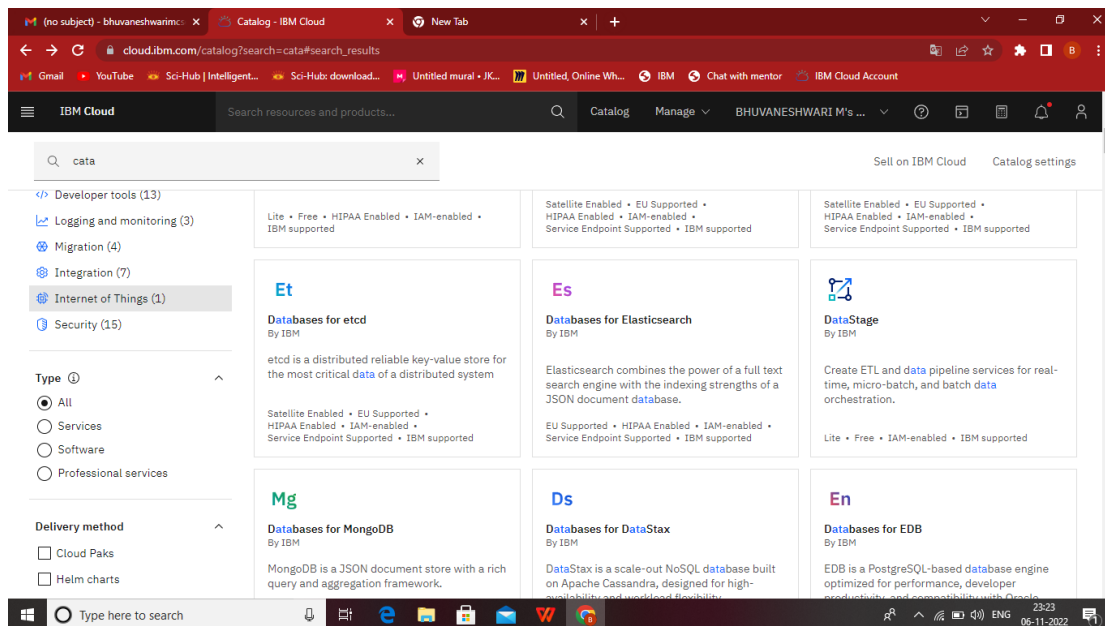 (no subject) - bhuvaneshwarimcs
Catalog - IBM Cloud
New Tab
cloud.ibm.com/catalog?search=cata#search_results
B
Gmail
YouTube
Sci-Hub | Intelligent...
Sci-Hub: download...
Untitled mural • JK...
Untitled, Online Wh...
IBM
Chat with mentor
IBM Cloud Account
IBM Cloud
Search resources and products...
Catalog
Manage
BHUVANESHWARI M's ...
cata
Sell on IBM Cloud
Catalog settings
Developer tools (13)
Logging and monitoring (3)
Migration (4)
Integration (7)
Internet of Things (1)
Security (15)
Type
All
Services
Software
Professional services
Delivery method
Cloud Paks
Helm charts
Lite • Free • HIPAA Enabled • IAM-enabled •
IBM supported
Satellite Enabled • EU Supported •
HIPAA Enabled • IAM-enabled •
Service Endpoint Supported • IBM supported
Satellite Enabled • EU Supported •
HIPAA Enabled • IAM-enabled •
Service Endpoint Supported • IBM supported
Et
Databases for etcd
By IBM
etcd is a distributed reliable key-value store for
the most critical data of a distributed system
Satellite Enabled • EU Supported •
HIPAA Enabled • IAM-enabled •
Service Endpoint Supported • IBM supported
Es
Databases for Elasticsearch
By IBM
Elasticsearch combines the power of a full text
search engine with the indexing strengths of a
JSON document database.
EU Supported • HIPAA Enabled • IAM-enabled •
Service Endpoint Supported • IBM supported
DataStage
By IBM
Create ETL and data pipeline services for real-
time, micro-batch, and batch data
orchestration.
Lite • Free • IAM-enabled • IBM supported
Mg
Databases for MongoDB
By IBM
MongoDB is a JSON document store with a rich
query and aggregation framework.
Ds
Databases for DataStax
By IBM
DataStax is a scale-out NoSQL database built
on Apache Cassandra, designed for high-
availability and workload flexibility
En
Databases for EDB
By IBM
EDB is a PostgreSQL-based database engine
optimized for performance, developer
productivity, and compatibility with Oracle
Type here to search
ENG
23:23
06-11-2022